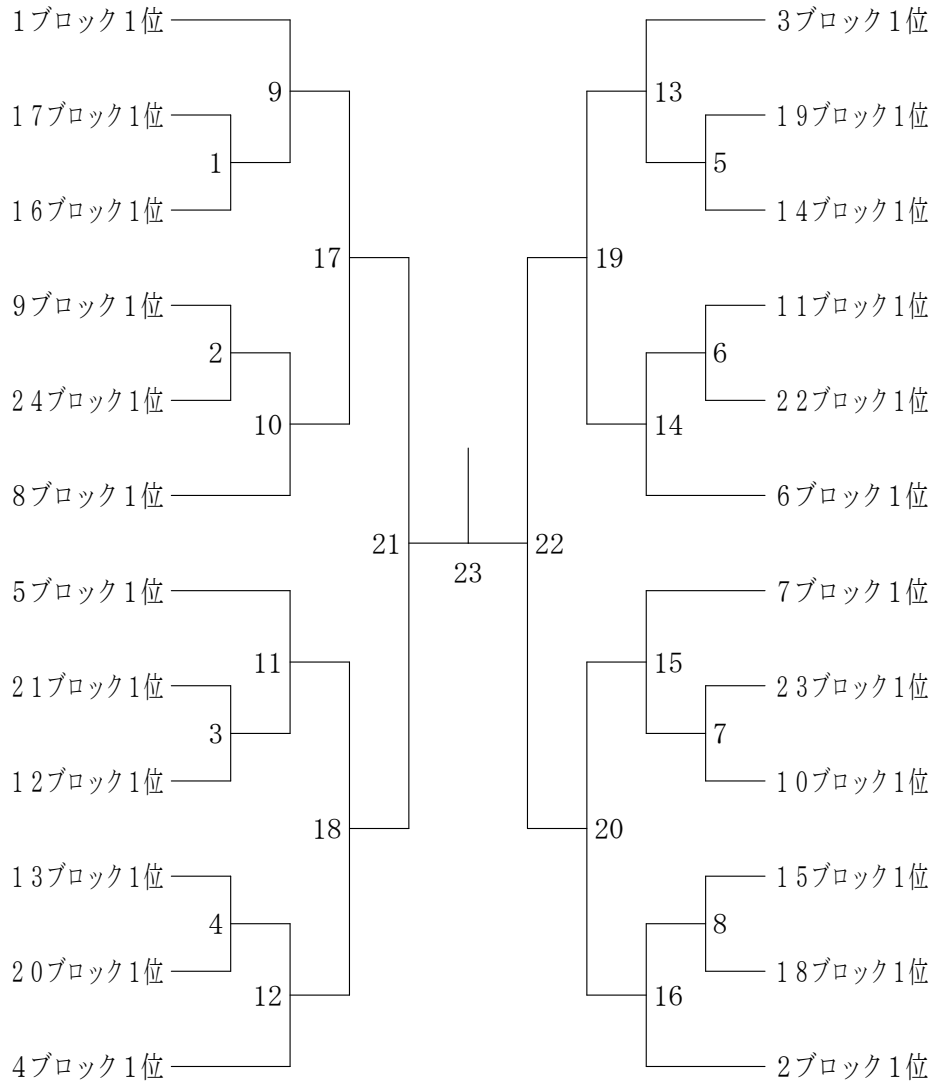 1ブロック1位
9
17ブロック1位
1
16ブロック1位
17
9ブロック1位
2
24ブロック1位
10
8ブロック1位
21
5ブロック1位
11
21ブロック1位
3
12ブロック1位
18
13ブロック1位
4
20ブロック1位
12
4ブロック1位
23
3ブロック1位
13
19ブロック1位
5
14ブロック1位
19
11ブロック1位
6
22ブロック1位
14
6ブロック1位
22
7ブロック1位
15
23ブロック1位
7
10ブロック1位
20
15ブロック1位
8
18ブロック1位
16
2ブロック1位